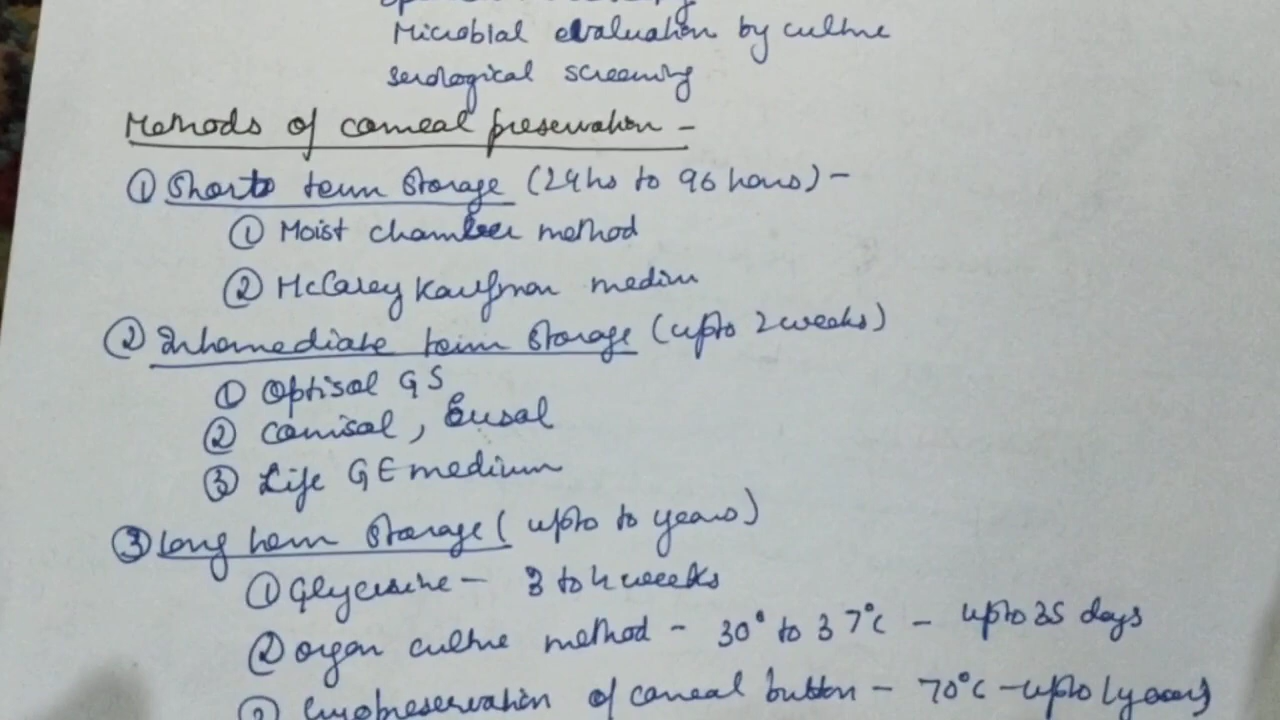 Microbial evaluation by culture
serological screening
Methods of corneal preservation -
① Short term storage (24hs to 96 hours) -
① Moist chamber method
② McCarey Kaufman medium
② Intermediate term storage (upto 2 weeks)
① Optisol GS
② Cornisol, Eusol
③ Life GE medium
③ Long term storage ( upto to years)
① Glycerine - 3 to 4 weeks
② organ culture method - 30° to 37°C - upto 35 days
③ Cryopreservation of corneal button - 70°C - upto 1 years